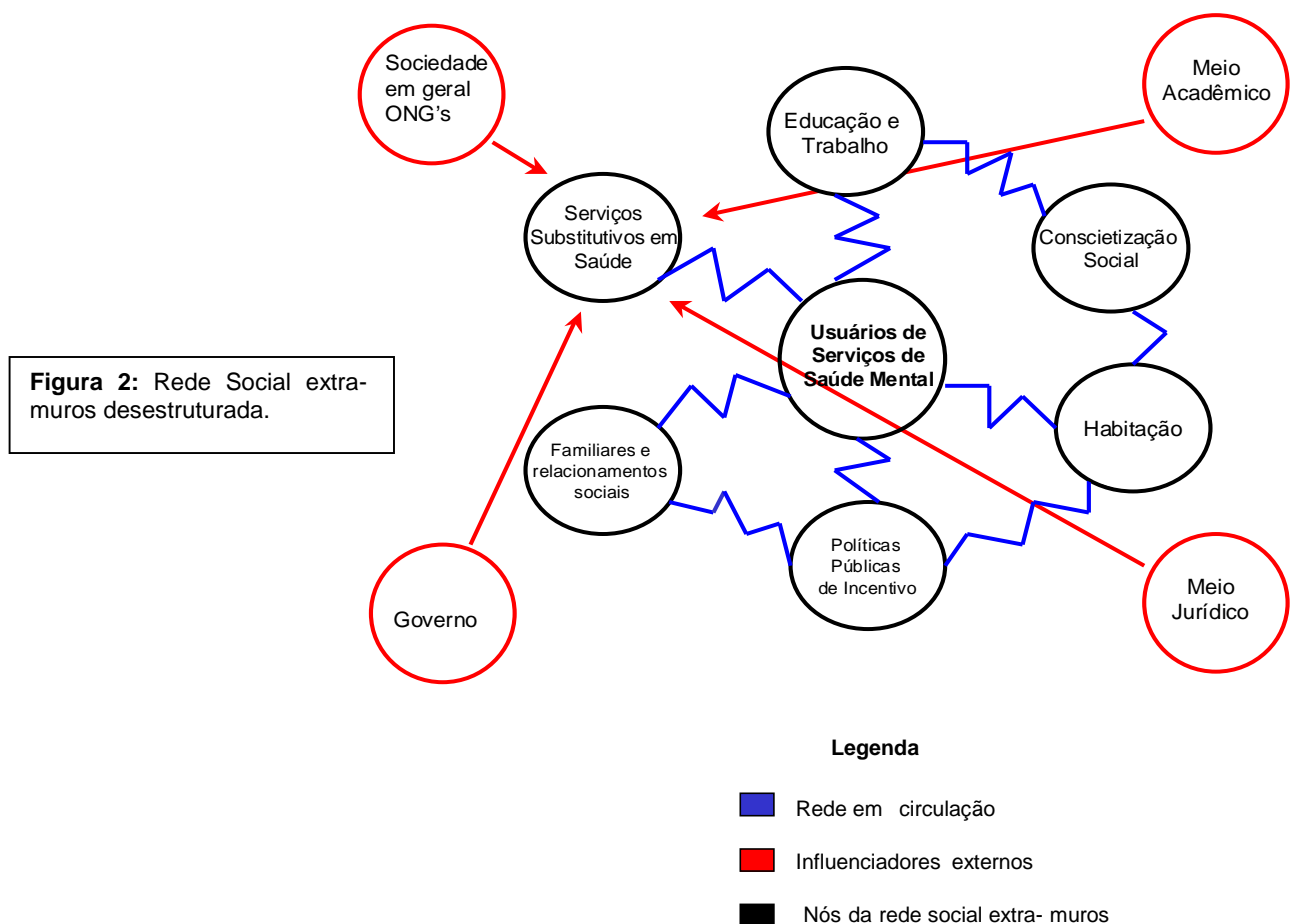 Sociedade
em geral
ONG's
Meio
Acadêmico
Educação e
Trabalho
Serviços
Substitutivos em
Saúde
Conscietização
Social
Usuários de
Serviços de
Saúde Mental
Figura 2: Rede Social extra-
muros desestruturada.
Habitação
Familiares e
relacionamentos
sociais
Políticas
Públicas
de Incentivo
Governo
Meio
Jurídico
Legenda
Rede em circulação
Influenciadores externos
Nós da rede social extra- muros